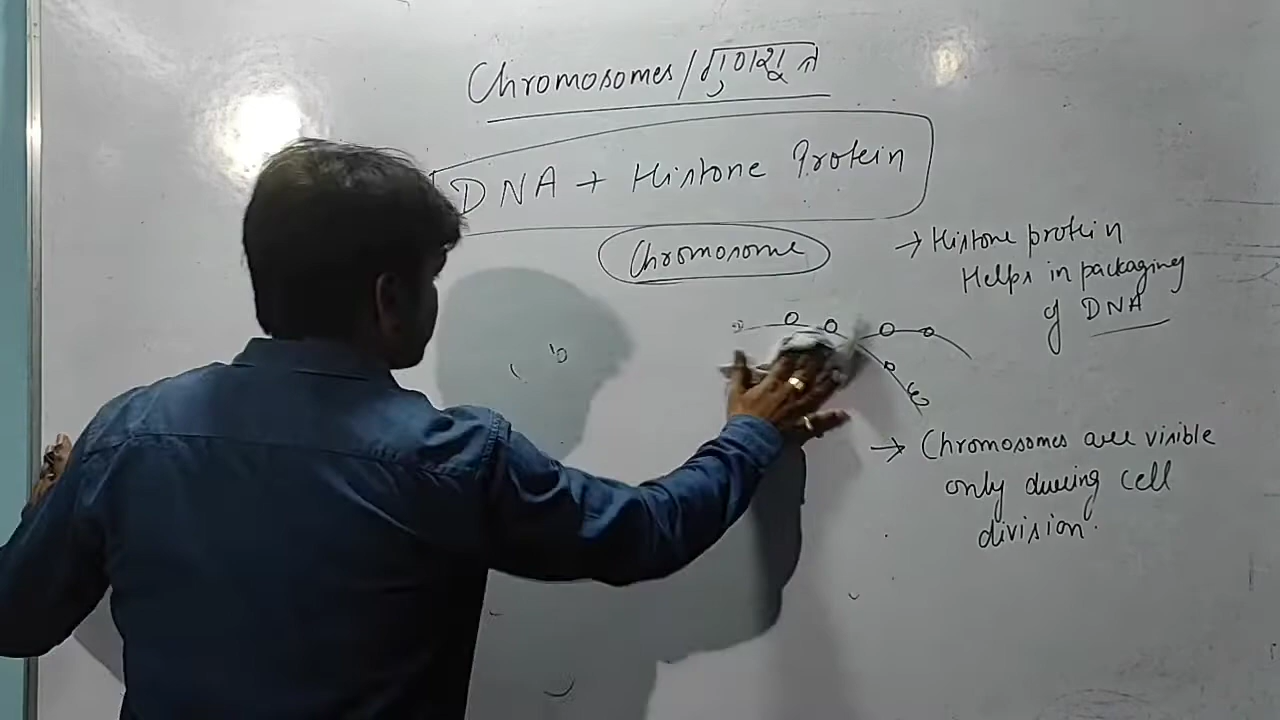 Chromosomes/गुणसूत्र
DNA + Histone Protein
Chromosome
→ Histone protein
Helps in packaging
of DNA
→ Chromosomes are visible
only during cell
division.